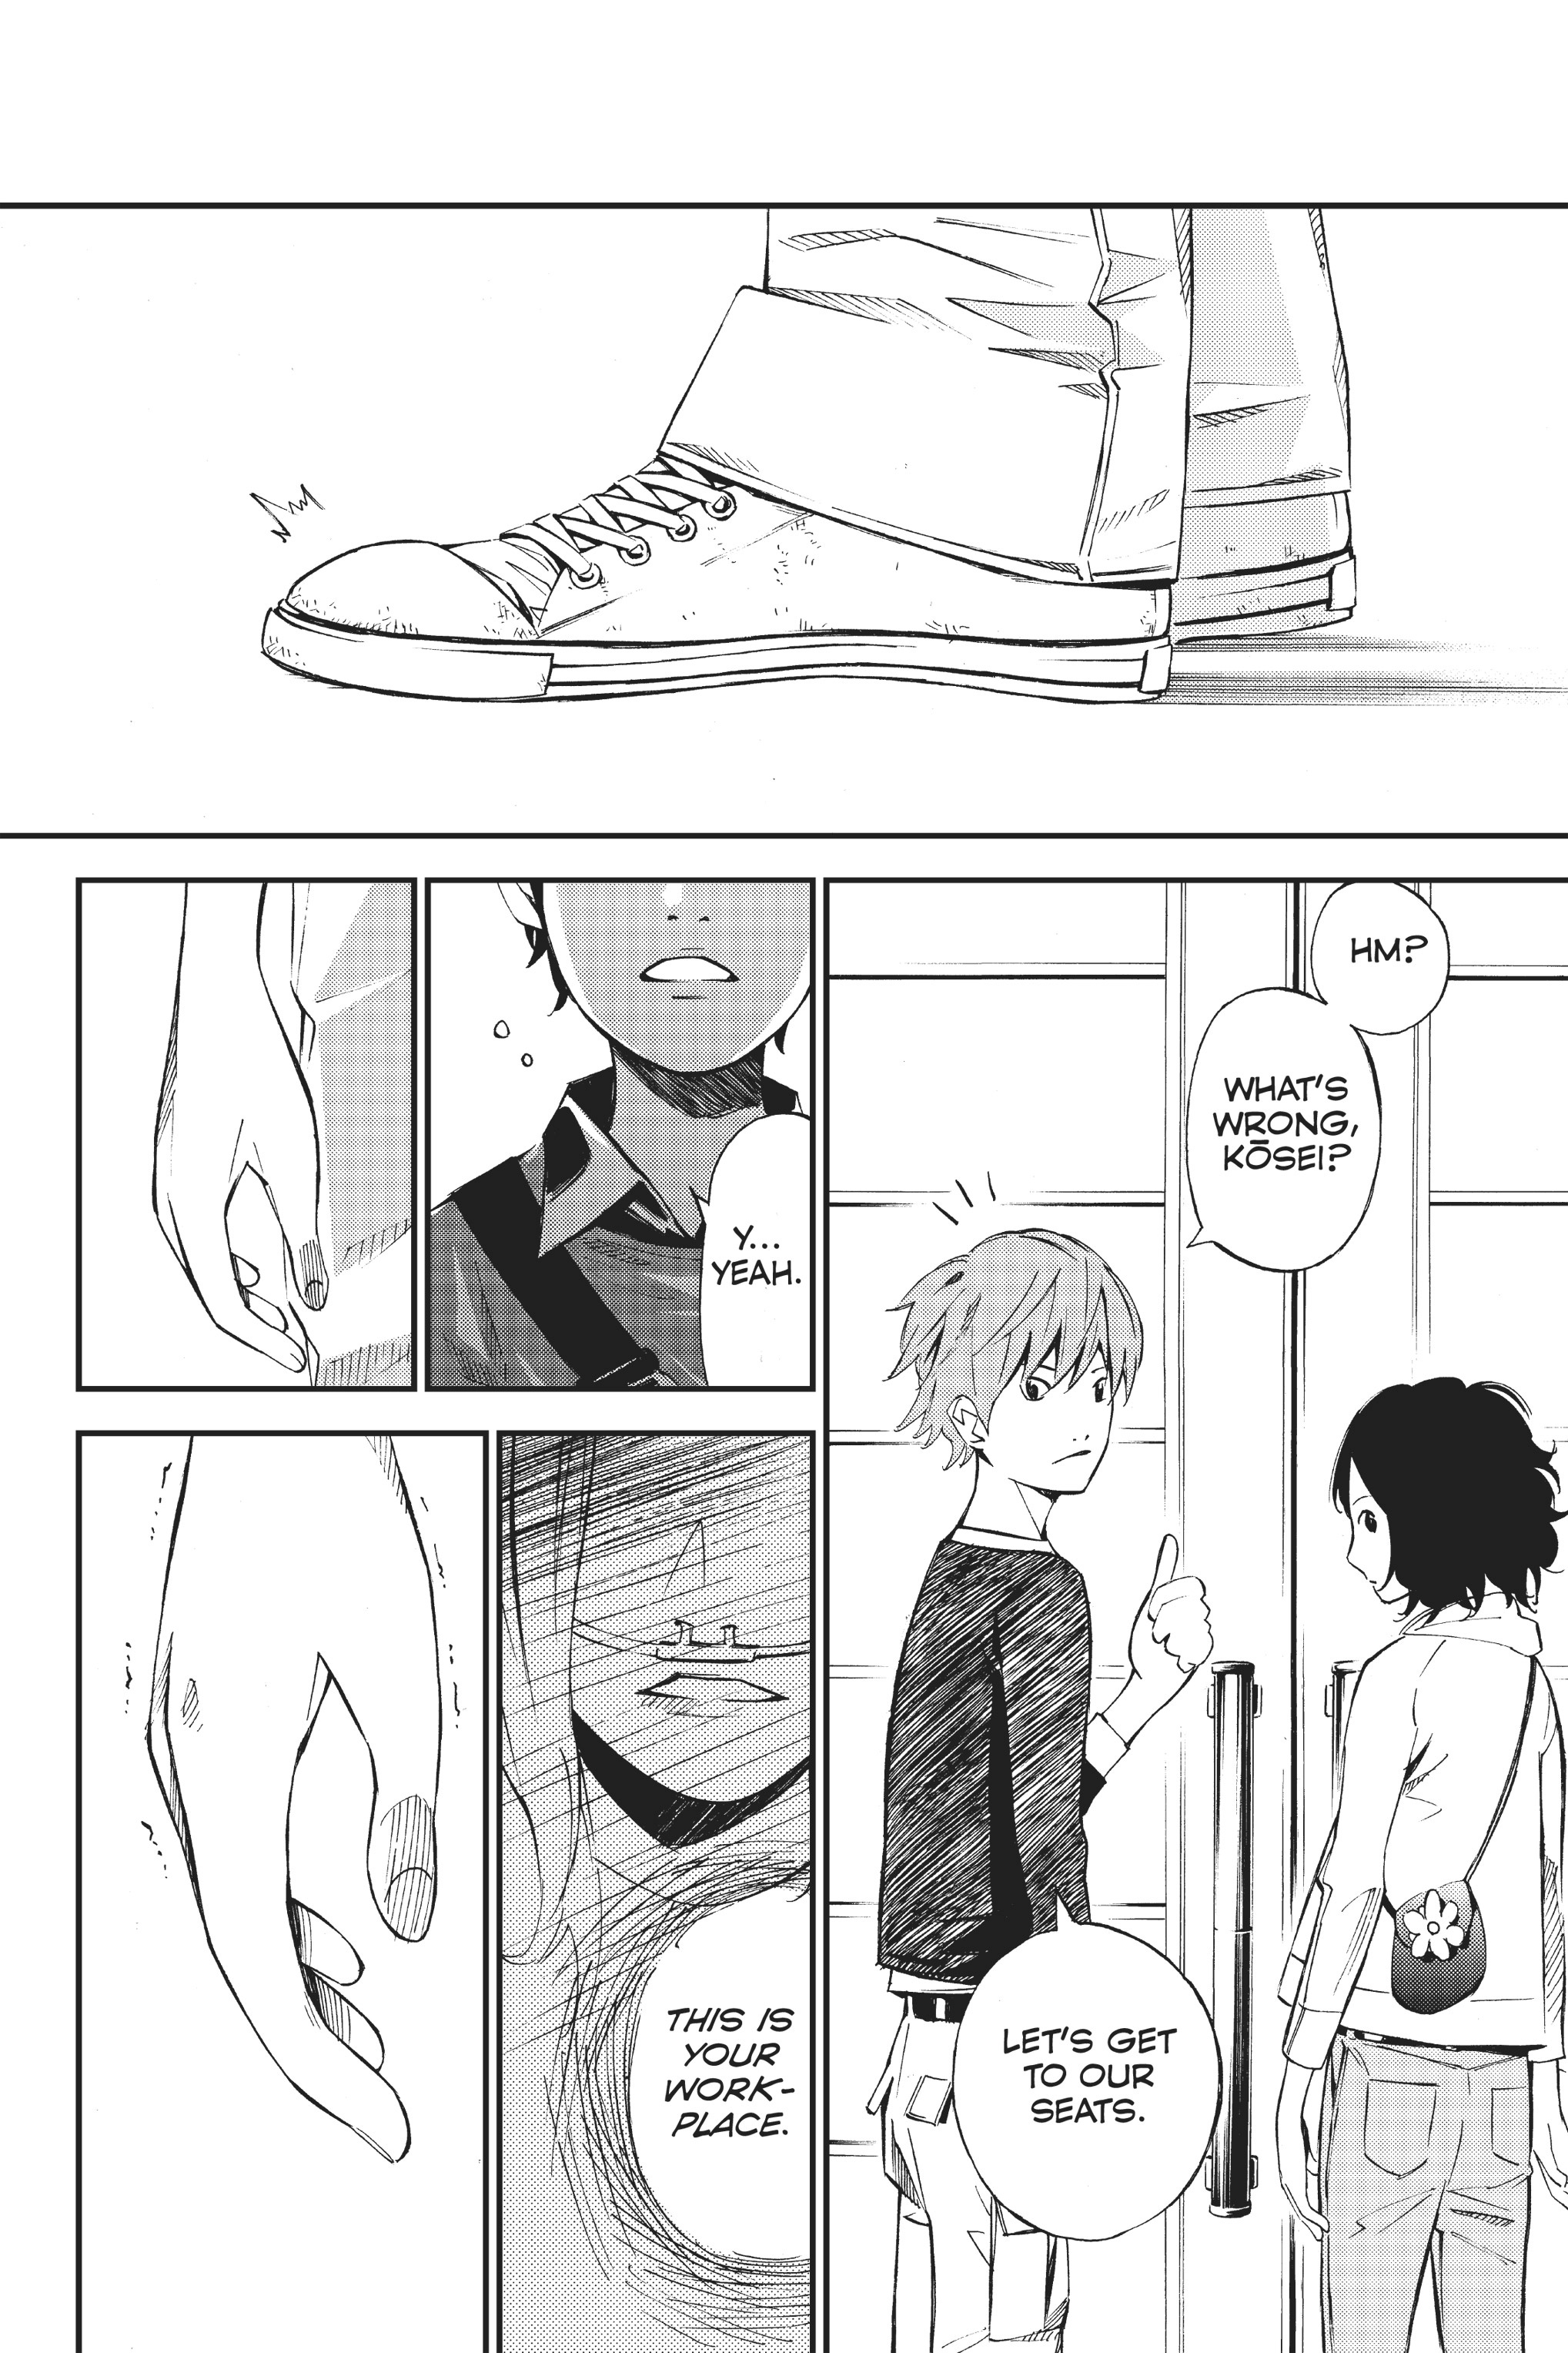 HM?
WHAT'S
WRONG,
KŌSEI?
LET'S GET
TO OUR
SEATS.
Y...
YEAH.
THIS IS
YOUR
WORK-
PLACE.